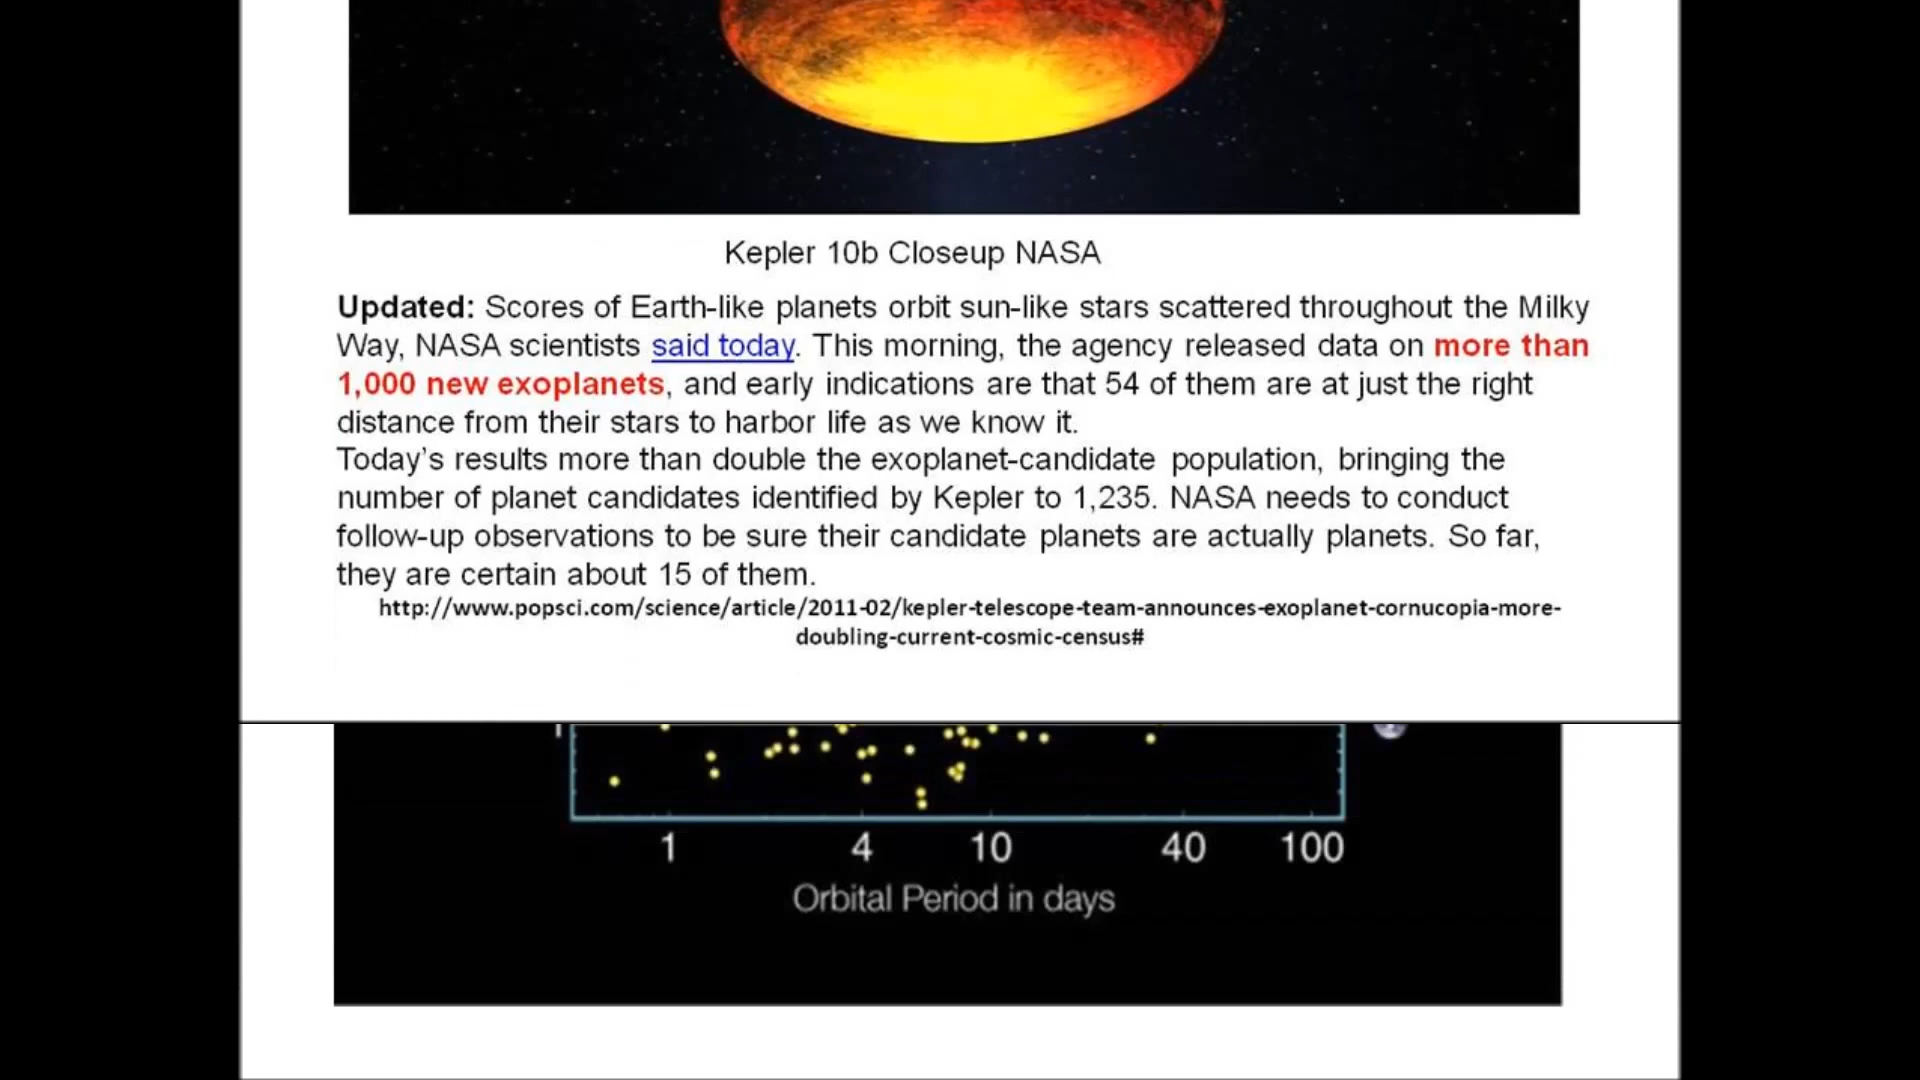 Kepler 10b Closeup NASA
Updated: Scores of Earth-like planets orbit sun-like stars scattered throughout the Milky
Way, NASA scientists said today. This morning, the agency released data on more than
1,000 new exoplanets, and early indications are that 54 of them are at just the right
distance from their stars to harbor life as we know it.
Today’s results more than double the exoplanet-candidate population, bringing the
number of planet candidates identified by Kepler to 1,235. NASA needs to conduct
follow-up observations to be sure their candidate planets are actually planets. So far,
they are certain about 15 of them.
http://www.popsci.com/science/article/2011-02/kepler-telescope-team-announces-exoplanet-cornucopia-more-
doubling-current-cosmic-census#
1 4 10 40 100
Orbital Period in days